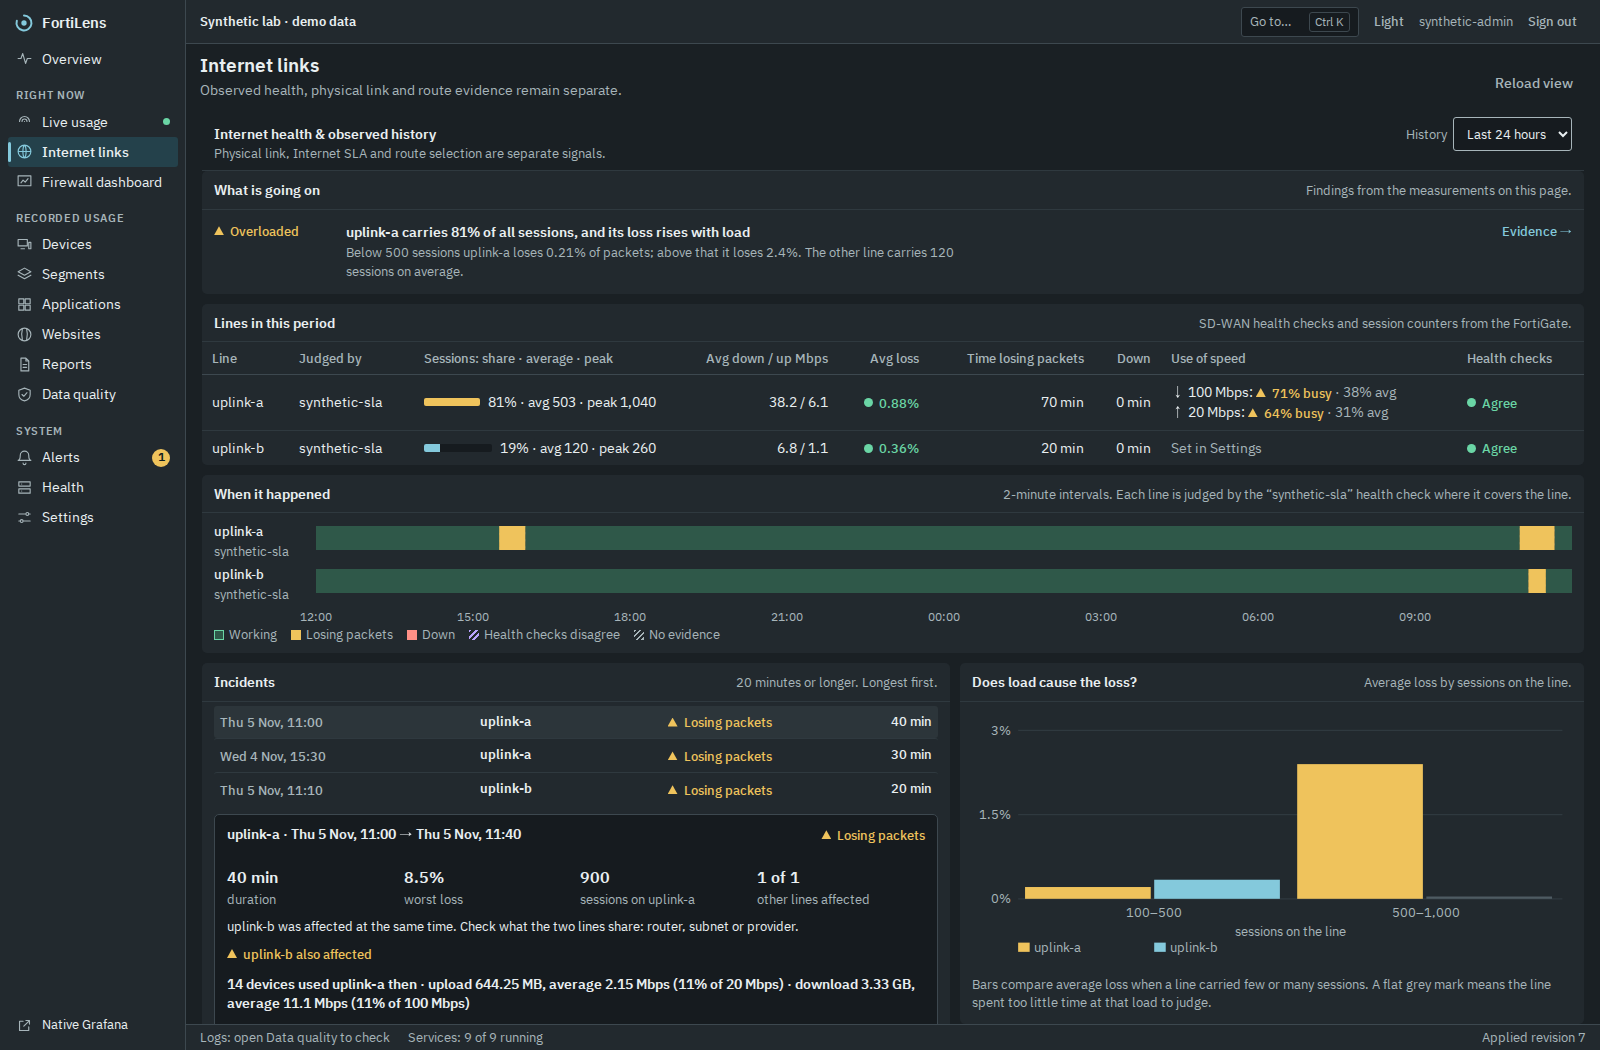 FortiLens
Synthetic lab · demo data
Go to...
Ctrl K
Light
synthetic-admin
Sign out
Overview
RIGHT NOW
Live usage
Internet links
Firewall dashboard
RECORDED USAGE
Devices
Segments
Applications
Websites
Reports
Data quality
SYSTEM
Alerts
1
Health
Settings
Native Grafana
Internet links
Observed health, physical link and route evidence remain separate.
Reload view
Internet health & observed history
Physical link, Internet SLA and route selection are separate signals.
History
Last 24 hours
What is going on
Findings from the measurements on this page.
Overloaded
uplink-a carries 81% of all sessions, and its loss rises with load
Below 500 sessions uplink-a loses 0.21% of packets; above that it loses 2.4%. The other line carries 120
sessions on average.
Evidence →
Lines in this period
SD-WAN health checks and session counters from the FortiGate.
Line Judged by Sessions: share · average · peak Avg down / up Mbps Avg loss Time losing packets Down Use of speed Health checks
uplink-a synthetic-sla 81% · avg 503 · peak 1,040 38.2 / 6.1 0.88% 70 min 0 min ↓ 100 Mbps: 71% busy · 38% avg Agree
↑ 20 Mbps: 64% busy · 31% avg
uplink-b synthetic-sla 19% · avg 120 · peak 260 6.8 / 1.1 0.36% 20 min 0 min Set in Settings Agree
When it happened
2-minute intervals. Each line is judged by the “synthetic-sla” health check where it covers the line.
uplink-a
synthetic-sla
uplink-b
synthetic-sla
12:00 15:00 18:00 21:00 00:00 03:00 06:00 09:00
Working Losing packets Down Health checks disagree No evidence
Incidents
20 minutes or longer. Longest first.
Thu 5 Nov, 11:00 uplink-a Losing packets 40 min
Wed 4 Nov, 15:30 uplink-a Losing packets 30 min
Thu 5 Nov, 11:10 uplink-b Losing packets 20 min
uplink-a · Thu 5 Nov, 11:00 → Thu 5 Nov, 11:40
Losing packets
40 min 8.5% 900 1 of 1
duration worst loss sessions on uplink-a other lines affected
uplink-b was affected at the same time. Check what the two lines share: router, subnet or provider.
uplink-b also affected
14 devices used uplink-a then · upload 644.25 MB, average 2.15 Mbps (11% of 20 Mbps) · download 3.33 GB,
average 11.1 Mbps (11% of 100 Mbps)
Does load cause the loss?
Average loss by sessions on the line.
3%
1.5%
0%
100–500 500–1,000
sessions on the line
uplink-a uplink-b
Bars compare average loss when a line carried few or many sessions. A flat grey mark means the line
spent too little time at that load to judge.
Logs: open Data quality to check
Services: 9 of 9 running
Applied revision 7